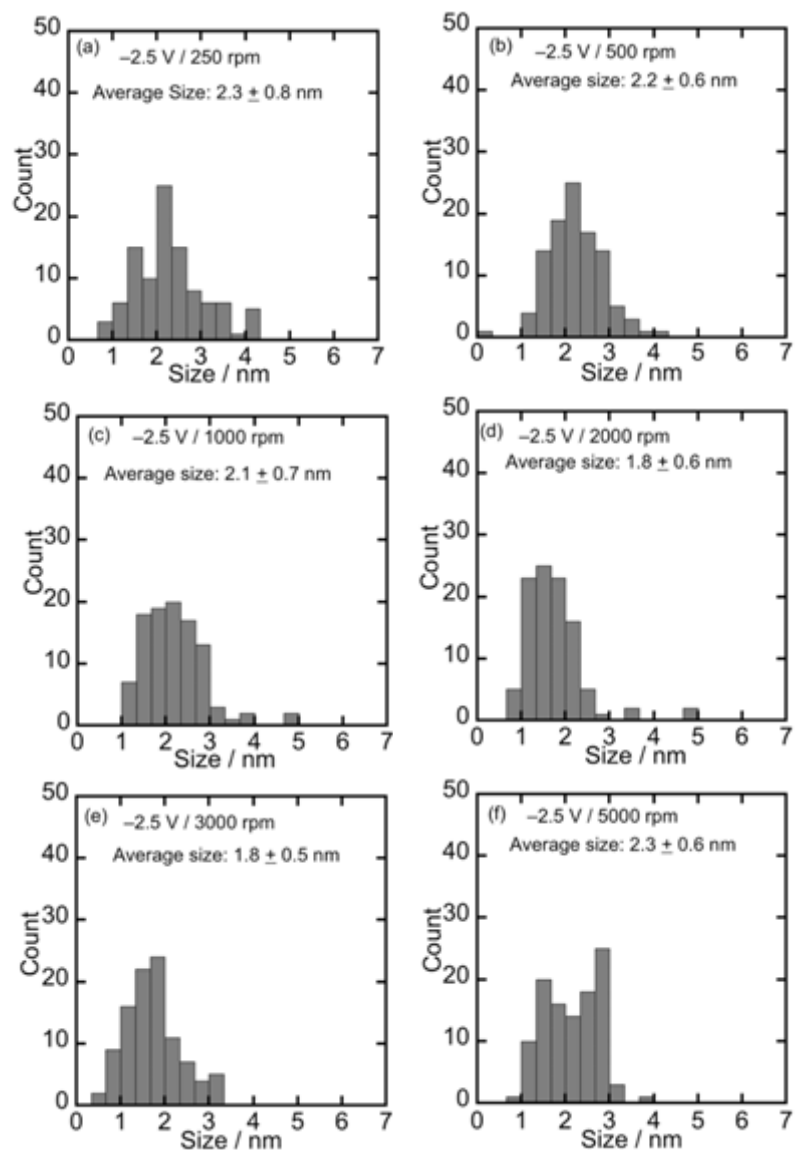 (a)
–2.5 V / 250 rpm
Average Size: 2.3 ± 0.8 nm
Count
50
40
30
20
10
0
0 1 2 3 4 5 6 7
Size / nm
(b)
–2.5 V / 500 rpm
Average size: 2.2 ± 0.6 nm
Count
50
40
30
20
10
0
0 1 2 3 4 5 6 7
Size / nm
(c)
–2.5 V / 1000 rpm
Average size: 2.1 ± 0.7 nm
Count
50
40
30
20
10
0
0 1 2 3 4 5 6 7
Size / nm
(d)
–2.5 V / 2000 rpm
Average size: 1.8 ± 0.6 nm
Count
50
40
30
20
10
0
0 1 2 3 4 5 6 7
Size / nm
(e)
–2.5 V / 3000 rpm
Average size: 1.8 ± 0.5 nm
Count
50
40
30
20
10
0
0 1 2 3 4 5 6 7
Size / nm
(f)
–2.5 V / 5000 rpm
Average size: 2.3 ± 0.6 nm
Count
50
40
30
20
10
0
0 1 2 3 4 5 6 7
Size / nm